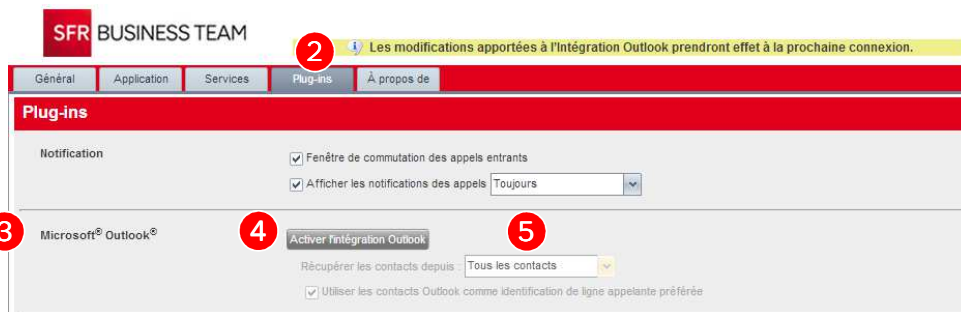 SFR BUSINESS TEAM
2
Les modifications apportées à l'Intégration Outlook prendront effet à la prochaine connexion.
Général Application Services Plug-ins À propos de
Plug-ins
Notification
Fenêtre de commutation des appels entrants
Afficher les notifications des appels Toujours
3 Microsoft® Outlook® 4 Activer l'intégration Outlook 5
Récupérer les contacts depuis : Tous les contacts
Utiliser les contacts Outlook comme identification de ligne appelante préférée